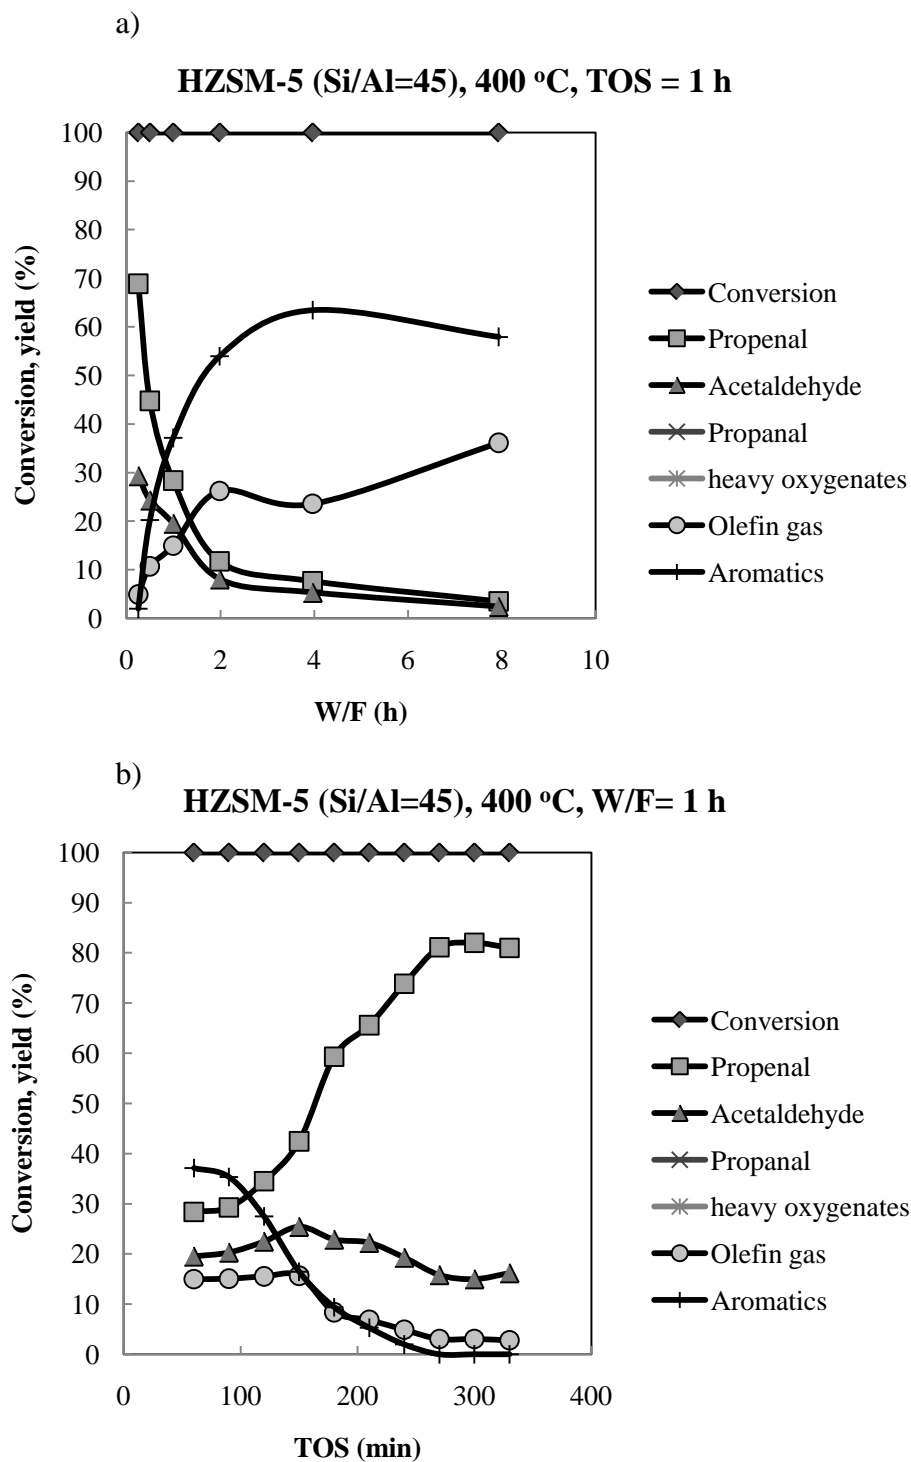 a)
HZSM-5 (Si/Al=45), 400 ºC, TOS = 1 h
100
90
80
70
60
50
40
30
20
10
0
Conversion, yield (%)
0 2 4 6 8 10
W/F (h)
Conversion
Propenal
Acetaldehyde
Propanal
heavy oxygenates
Olefin gas
Aromatics
b)
HZSM-5 (Si/Al=45), 400 ºC, W/F= 1 h
100
90
80
70
60
50
40
30
20
10
0
Conversion, yield (%)
0 100 200 300 400
TOS (min)
Conversion
Propenal
Acetaldehyde
Propanal
heavy oxygenates
Olefin gas
Aromatics